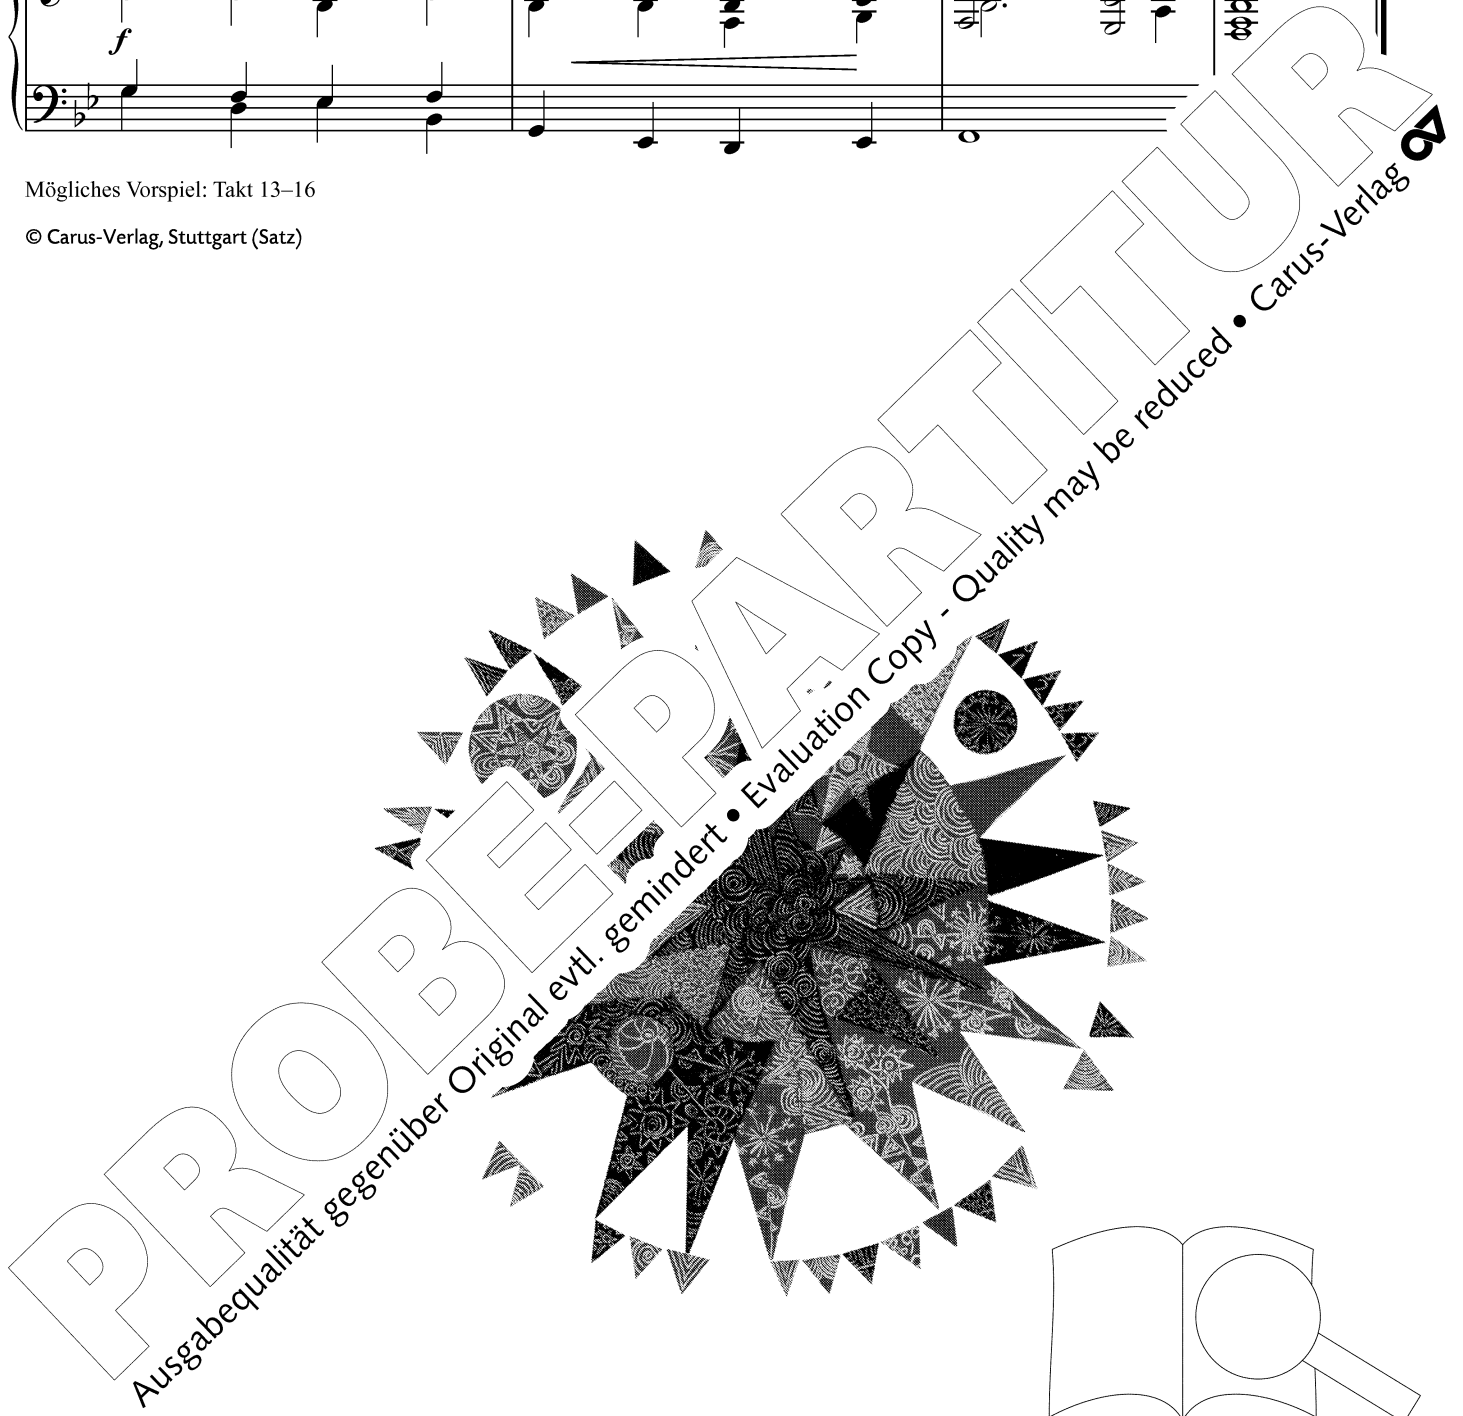 f
Mögliches Vorspiel: Takt 13–16
© Carus-Verlag, Stuttgart (Satz)
PROBE-PARTITUR
Ausgabequalität gegenüber Original evtl. gemindert • Evaluation Copy - Quality may be reduced • Carus-Verlag